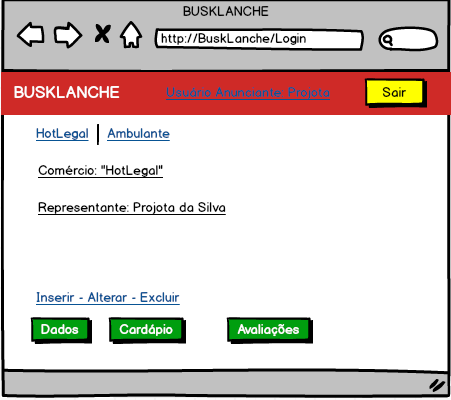 BUSKLANCHE
http://BuskLanche/Login
BUSKLANCHE Usuário Anunciante: Projota Sair
HotLegal | Ambulante
Comércio: "HotLegal"
Representante: Projota da Silva
Inserir - Alterar - Excluir
Dados Cardápio Avaliações